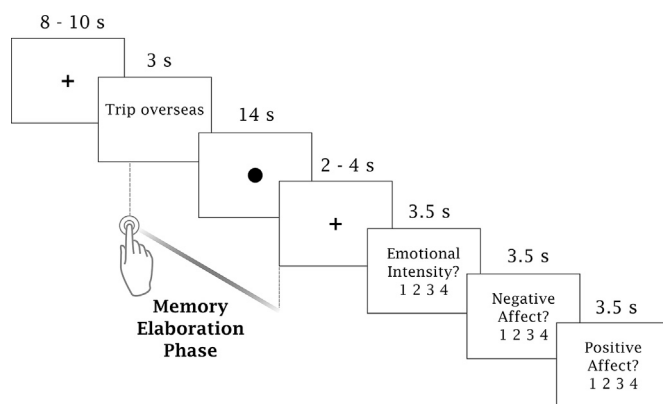 8 - 10 s
+
3 s
Trip overseas
14 s
2 - 4 s
+
3.5 s
Emotional
Intensity?
1 2 3 4
3.5 s
Negative
Affect?
1 2 3 4
3.5 s
Positive
Affect?
1 2 3 4
Memory
Elaboration
Phase